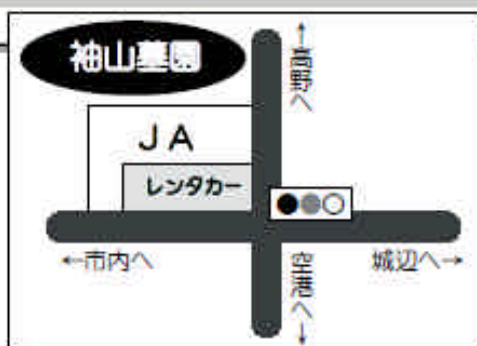 袖山墓園
↑高野へ
JA
レンタカー
←市内へ
空港へ↓
城辺へ→